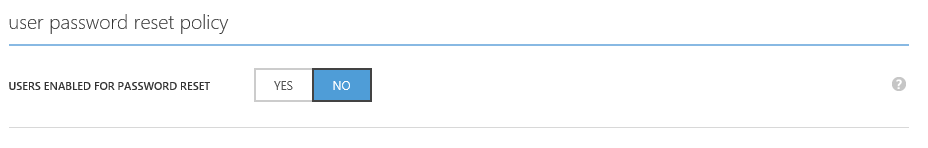 user password reset policy
USERS ENABLED FOR PASSWORD RESET YES NO ?